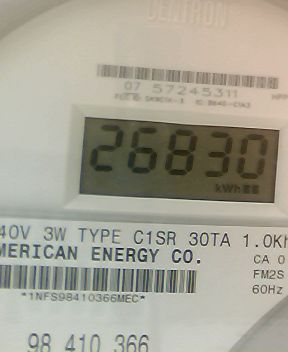 CENTRON
07 57245311
26830
kWh
40V 3W TYPE C1SR 30TA 1.0Kh
MERICAN ENERGY CO.
CA 0
FM2S
60Hz
*1NFS98410366MEC*
98 410 366